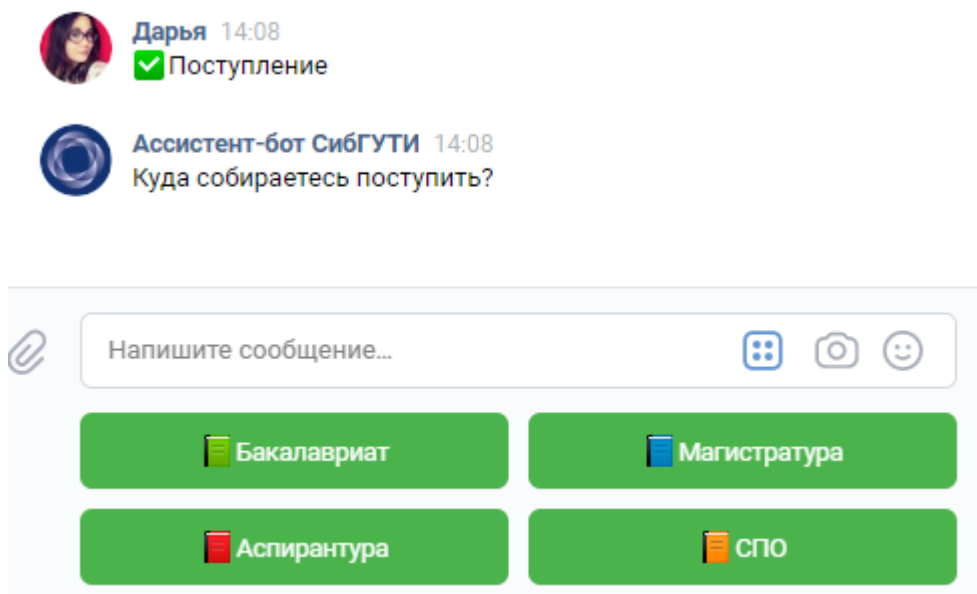 Дарья 14:08
✅Поступление
Ассистент-бот СибГУТИ 14:08
Куда собираетесь поступить?
Напишите сообщение...
Бакалавриат
Магистратура
Аспирантура
СПО